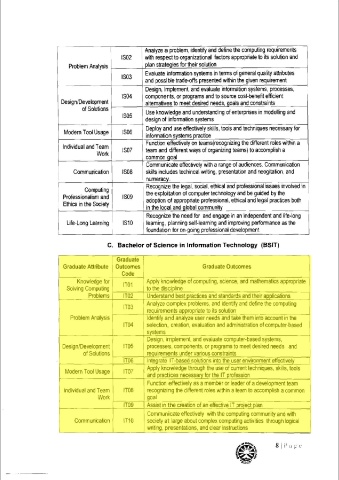 Analyze a problem, identify and define the computing requirements
IS02
with respect to organizational factors appropriate to its solution and
plan strategies for their solution
Problem Analysis
IS03
Evaluate information systems in terms of general quality attributes
and possible trade-offs presented within the given requirement
Design, implement, and evaluate information systems, processes,
IS04
components, or programs and to source cost-benefit efficient
alternatives to meet desired needs, goals and constraints
Design/Development
of Solutions
IS05
Use knowledge and understanding of enterprises in modelling and
design of information systems
Modern Tool Usage
IS06
Deploy and use effectively skills, tools and techniques necessary for
information systems practice
Individual and Team
Work
IS07
Function effectively on teams(recognizing the different roles within a
team and different ways of organizing teams) to accomplish a
common goal
Communication
IS08
Communicate effectively with a range of audiences. Communication
skills includes technical writing, presentation and negotiation, and
numeracy.
Computing
Professionalism and
Ethics in the Society
IS09
Recognize the legal, social, ethical and professional issues involved in
the exploitation of computer technology and be guided by the
adoption of appropriate professional, ethical and legal practices both
in the local and global community
Life-Long Learning
IS10
Recognize the need for and engage in an independent and life-long
learning, planning self-learning and improving performance as the
foundation for on-going professional development
C. Bachelor of Science in Information Technology (BSIT)
Graduate Attribute
Graduate
Outcomes
Code
Graduate Outcomes
Knowledge for
Solving Computing
Problems
IT01
Apply knowledge of computing, science, and mathematics appropriate
to the discipline
IT02
Understand best practices and standards and their applications
Problem Analysis
IT03
Analyze complex problems, and identify and define the computing
requirements appropriate to its solution
IT04
Identify and analyze user needs and take them into account in the
selection, creation, evaluation and administration of computer-based
systems
Design/Development
of Solutions
IT05
Design, implement, and evaluate computer-based systems,
processes, components, or programs to meet desired needs and
requirements under various constraints
IT06
Integrate IT-based solutions into the user environment effectively
Modern Tool Usage
IT07
Apply knowledge through the use of current techniques, skills, tools
and practices necessary for the IT profession
Individual and Team
Work
IT08
Function effectively as a member or leader of a development team
recognizing the different roles within a team to accomplish a common
goal
IT09
Assist in the creation of an effective IT project plan
Communication
IT10
Communicate effectively with the computing community and with
society at large about complex computing activities through logical
writing, presentations, and clear instructions
8 | Page